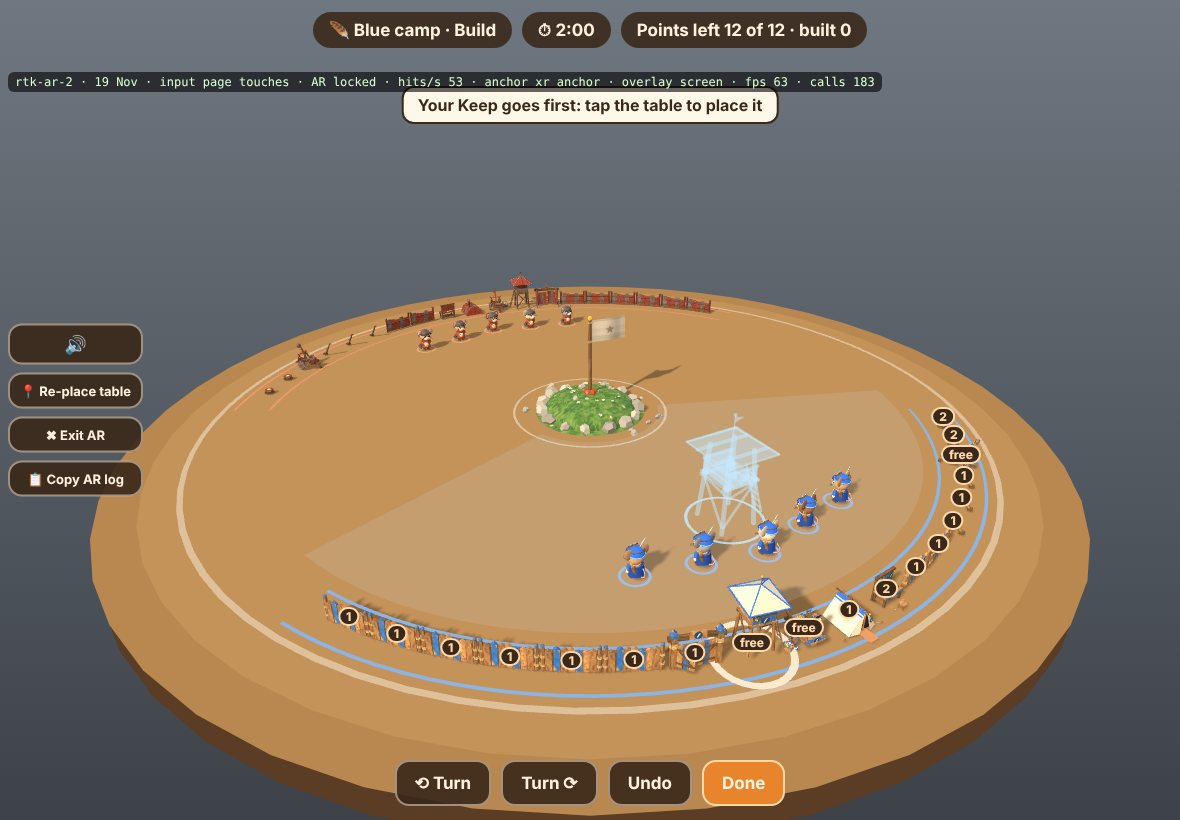 🪶 Blue camp · Build
⏱ 2:00
Points left 12 of 12 · built 0
rtk-ar-2 · 19 Nov · input page touches · AR locked · hits/s 53 · anchor xr anchor · overlay screen · fps 63 · calls 183
Your Keep goes first: tap the table to place it
🔊
📍 Re-place table
✖ Exit AR
📋 Copy AR log
2
2
free
1
1
1
1
1
2
1
free
free
1
1
1
1
1
1
1
⟲ Turn
Turn ⟳
Undo
Done